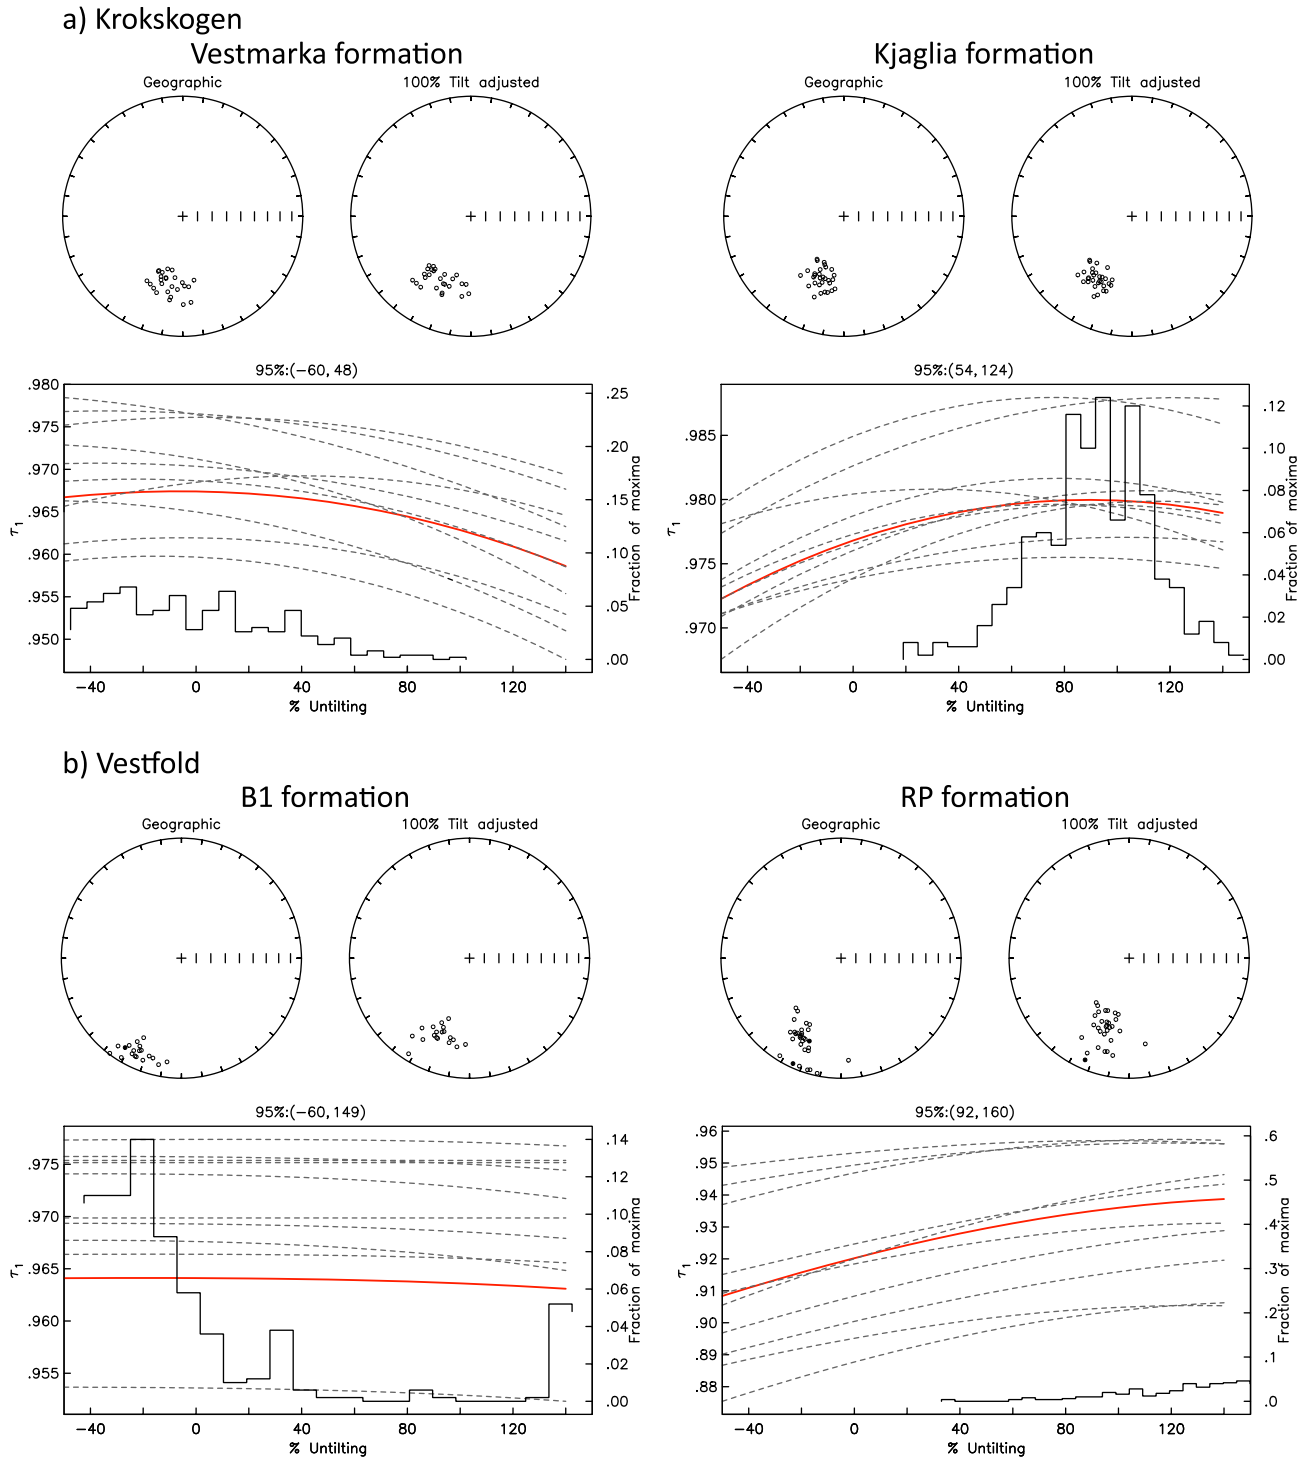 a) Krokskogen
Vestmarka formation
Kjaglia formation
Geographic
100% Tilt adjusted
Geographic
100% Tilt adjusted
95%:(−60, 48)
95%:(54, 124)
.980
.975
.970
.965
.960
.955
.950
τ1
.25
.20
.15
.10
.05
.00
Fraction of maxima
−40 0 40 80 120
% Untilting
.985
.980
.975
.970
τ1
.12
.10
.08
.06
.04
.02
.00
Fraction of maxima
−40 0 40 80 120
% Untilting
b) Vestfold
B1 formation
RP formation
Geographic
100% Tilt adjusted
Geographic
100% Tilt adjusted
95%:(−60, 149)
95%:(92, 160)
.975
.970
.965
.960
.955
τ1
.14
.12
.10
.08
.06
.04
.02
.00
Fraction of maxima
−40 0 40 80 120
% Untilting
.96
.95
.94
.93
.92
.91
.90
.89
.88
τ1
.6
.5
.4
.3
.2
.1
.0
Fraction of maxima
−40 0 40 80 120
% Untilting